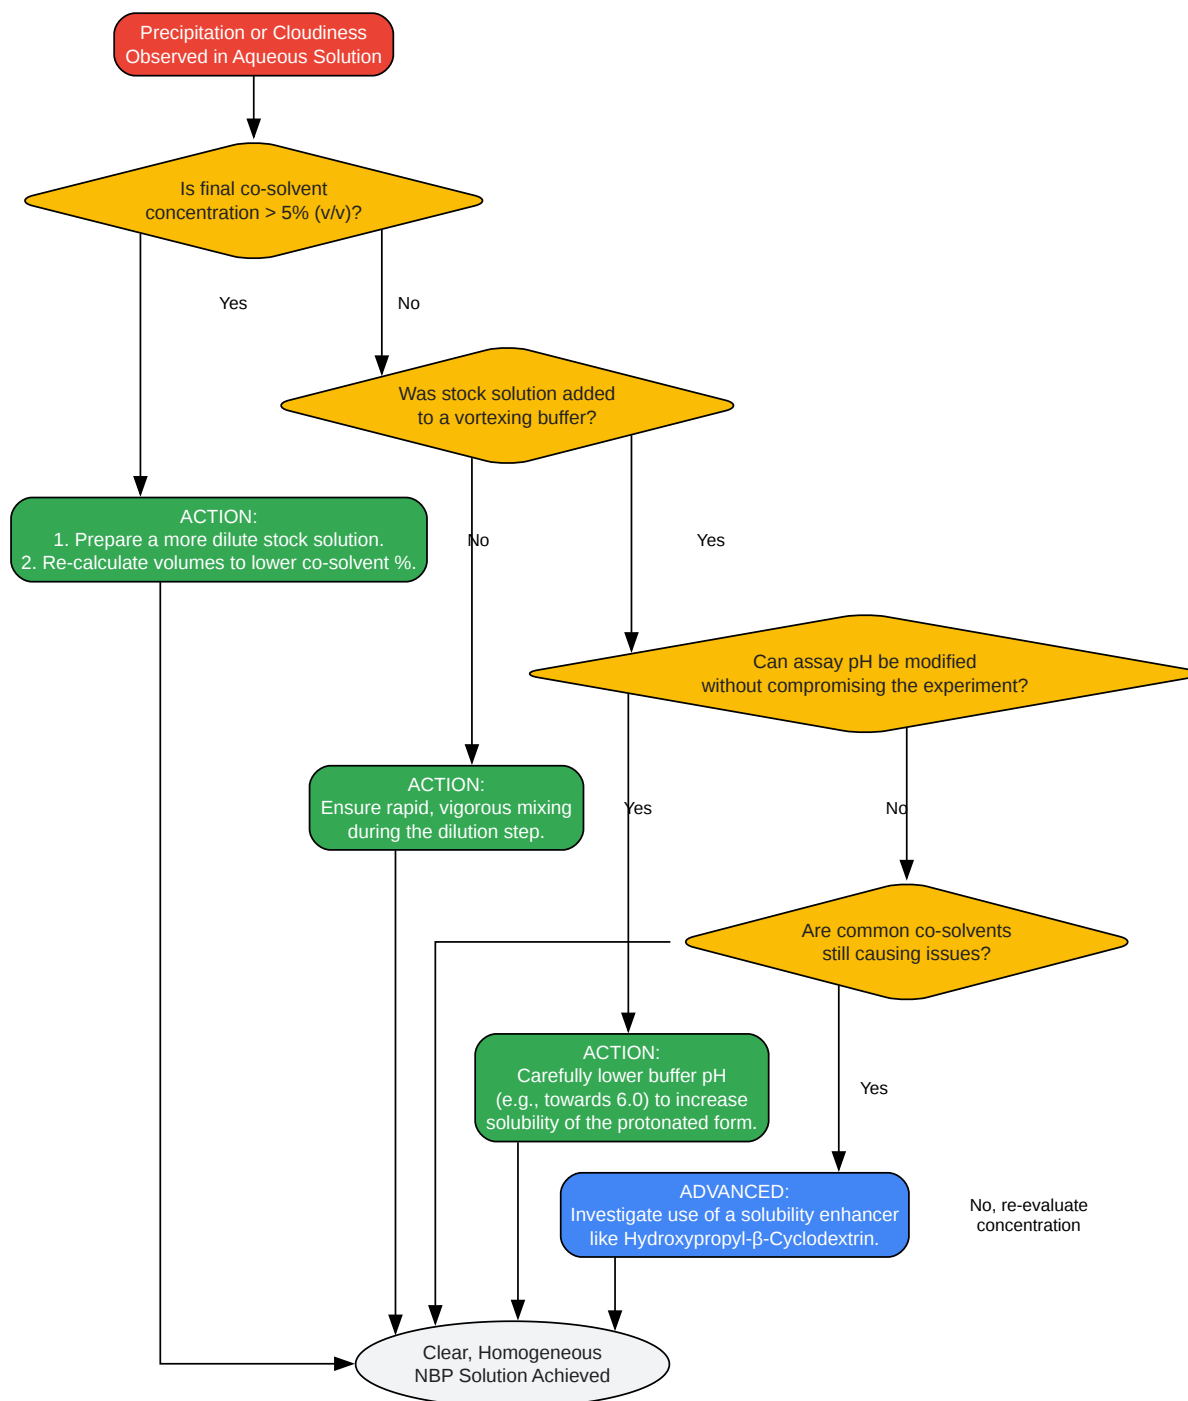 Precipitation or Cloudiness
Observed in Aqueous Solution
Is final co-solvent
concentration > 5% (v/v)?
Yes
No
Was stock solution added
to a vortexing buffer?
ACTION:
1. Prepare a more dilute stock solution.
2. Re-calculate volumes to lower co-solvent %.
No
Yes
Can assay pH be modified
without compromising the experiment?
ACTION:
Ensure rapid, vigorous mixing
during the dilution step.
Yes
No
Are common co-solvents
still causing issues?
ACTION:
Carefully lower buffer pH
(e.g., towards 6.0) to increase
solubility of the protonated form.
Yes
ADVANCED:
Investigate use of a solubility enhancer
like Hydroxypropyl-β-Cyclodextrin.
No, re-evaluate
concentration
Clear, Homogeneous
NBP Solution Achieved